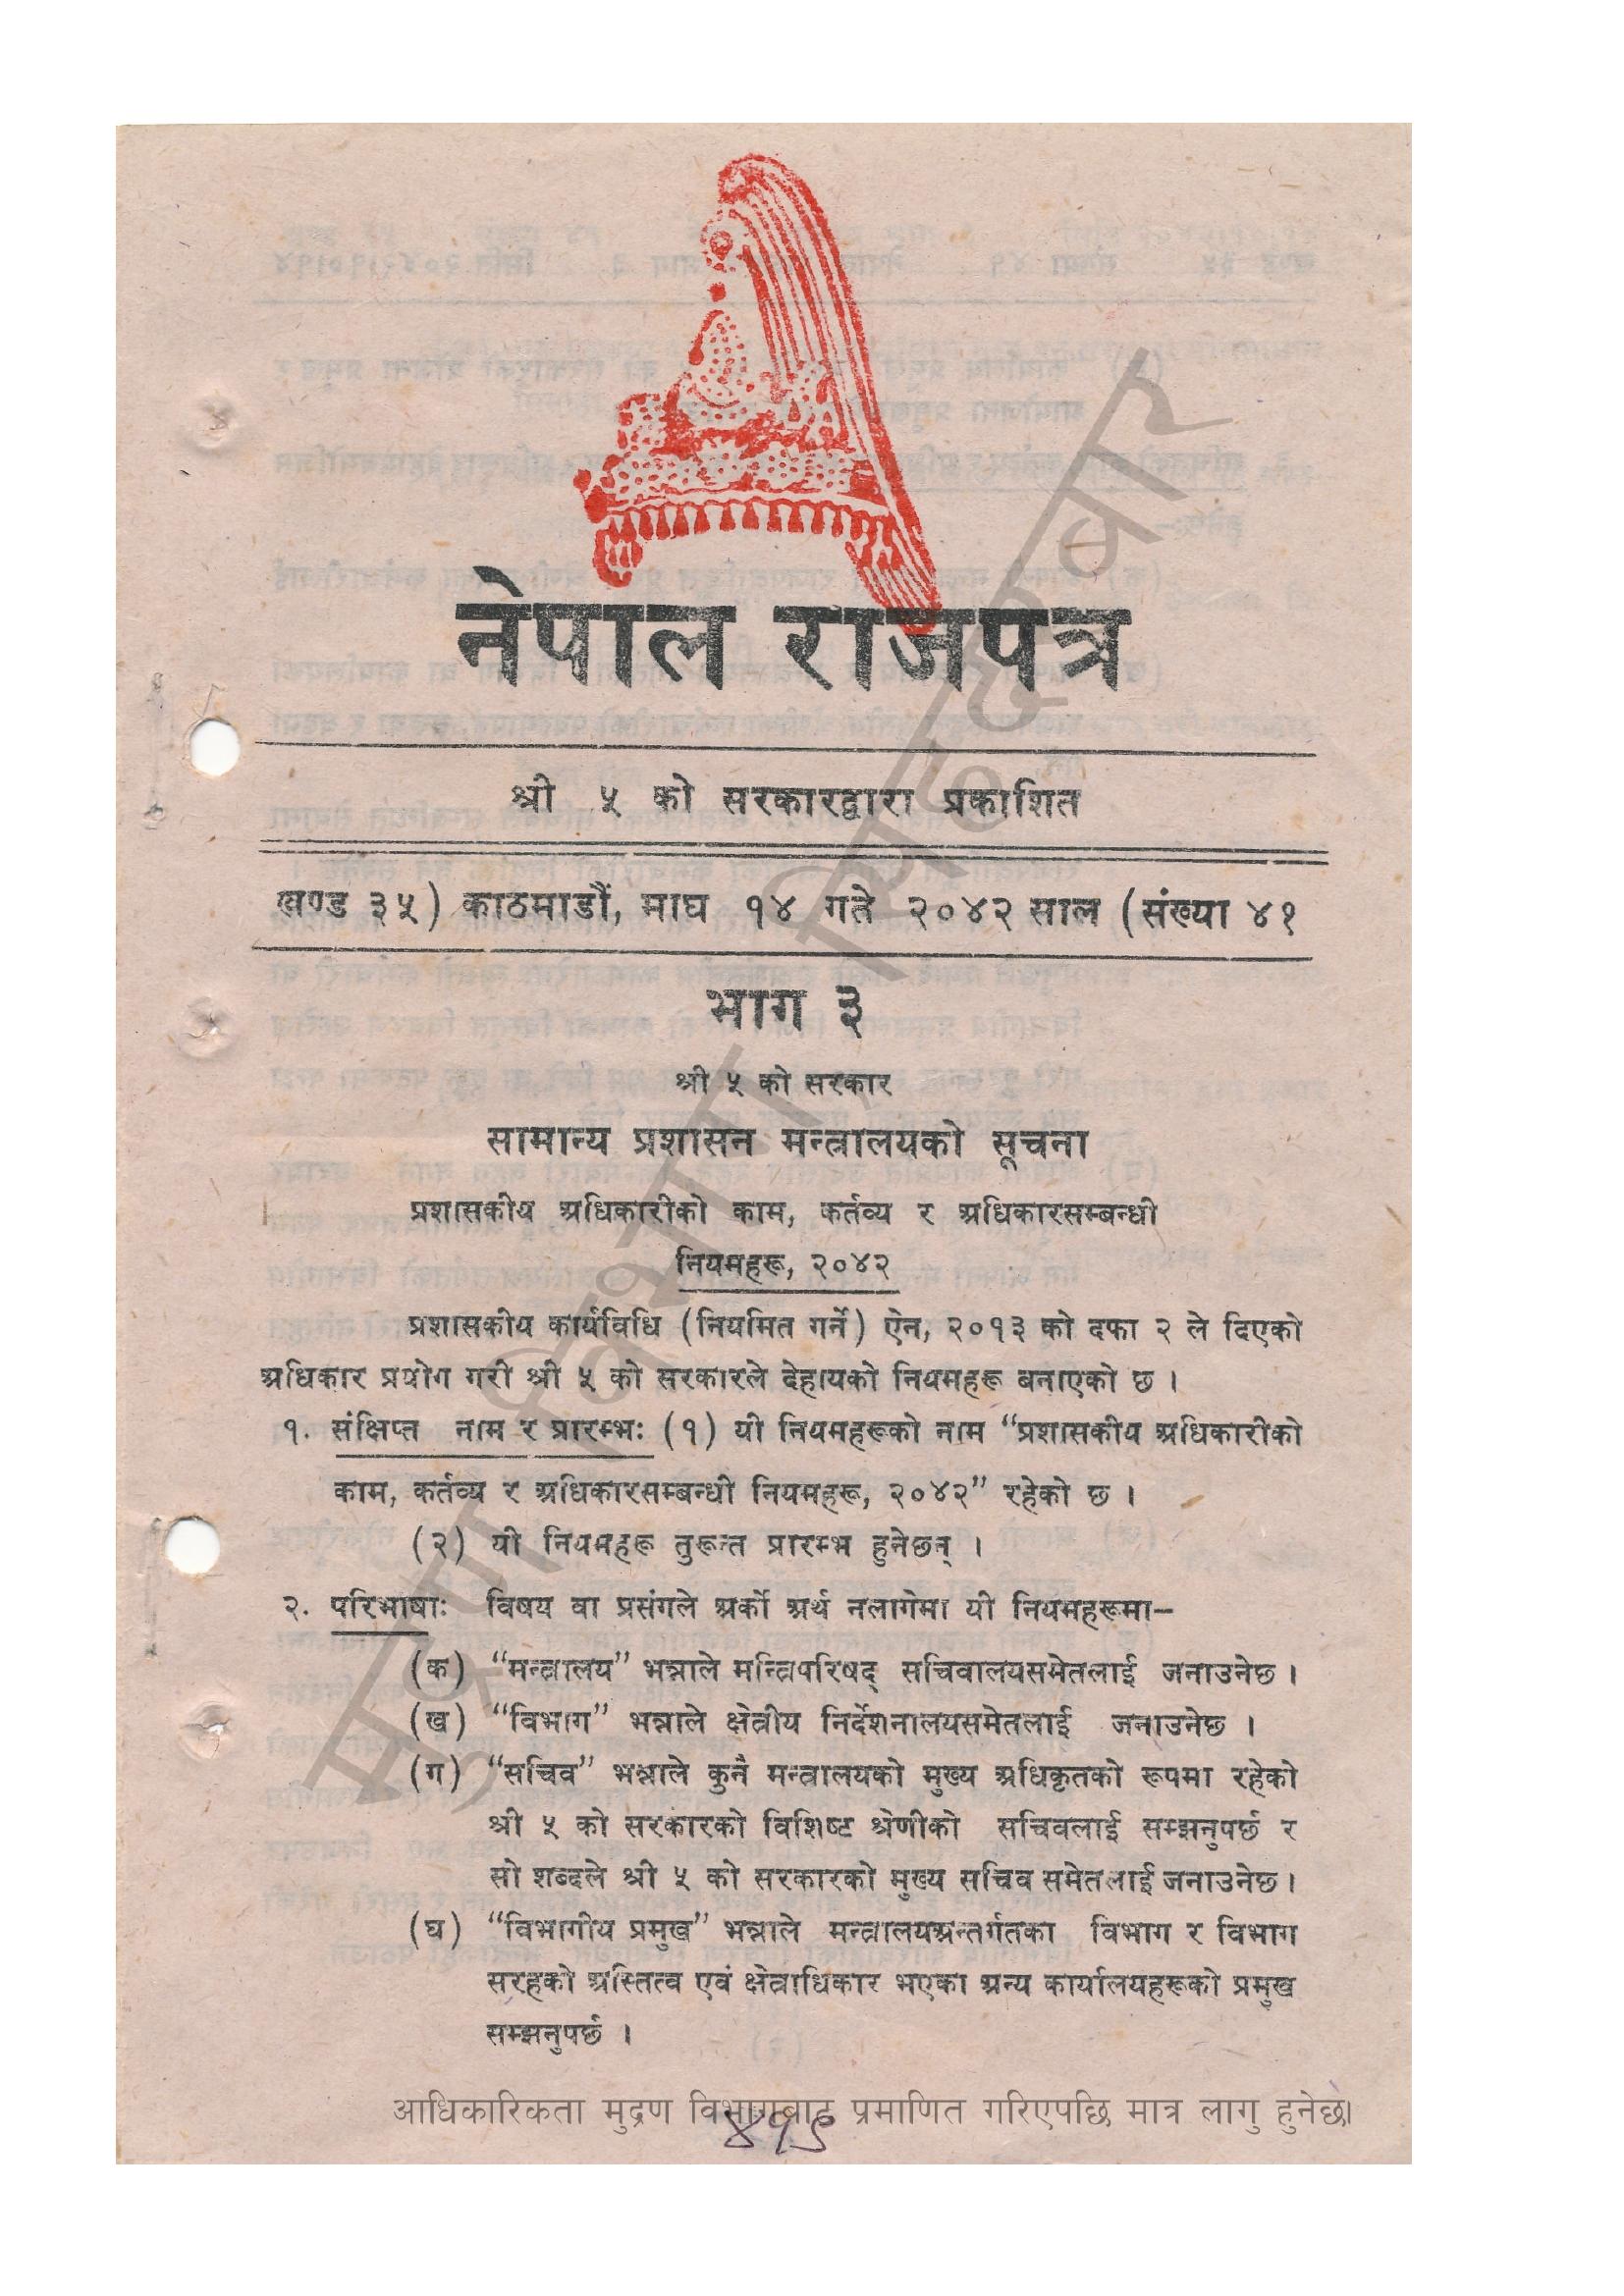 नेपाल राजपत्र
श्री ५ को सरकारद्वारा प्रकाशित
खण्ड ३५) काठमाडौं, माघ १४ गते २०४२ साल (संख्या ४१
भाग ३
श्री ५ को सरकार
सामान्य प्रशासन मन्त्रालयको सूचना
प्रशासकीय अधिकारीको काम, कर्तव्य र अधिकारसम्बन्धी
नियमहरू, २०४२
प्रशासकीय कार्यविधि (नियमित गर्ने) ऐन, २०१३ को दफा २ ले दिएको
अधिकार प्रयोग गरी श्री ५ को सरकारले देहायको नियमहरू बनाएको छ ।
१. संक्षिप्त नाम र प्रारम्भः (१) यी नियमहरूको नाम “प्रशासकीय अधिकारीको
काम, कर्तव्य र अधिकारसम्बन्धी नियमहरू, २०४२” रहेको छ ।
(२) यी नियमहरू तुरून्त प्रारम्भ हुनेछन् ।
२. परिभाषाः विषय वा प्रसंगले अर्को अर्थ नलागेमा यी नियमहरूमा–
(क) “मन्त्रालय” भन्नाले मन्त्रिपरिषद् सचिवालयसमेतलाई जनाउनेछ ।
(ख) “विभाग” भन्नाले क्षेत्रीय निर्देशनालयसमेतलाई जनाउनेछ ।
(ग) “सचिव” भन्नाले कुनै मन्त्रालयको मुख्य अधिकृतको रूपमा रहेको
श्री ५ को सरकारको विशिष्ट श्रेणीको सचिवलाई सम्झनुपर्छ र
सो शब्दले श्री ५ को सरकारको मुख्य सचिव समेतलाई जनाउनेछ ।
(घ) “विभागीय प्रमुख” भन्नाले मन्त्रालयअन्तर्गतका विभाग र विभाग
सरहको अस्तित्व एवं क्षेत्राधिकार भएका अन्य कार्यालयहरूको प्रमुख
सम्झनुपर्छ ।
आधिकारिकता मुद्रण विभागबाट प्रमाणित गरिएपछि मात्र लागु हुनेछ।
४१९
मुद्रण विभाग, सिंहदरबार